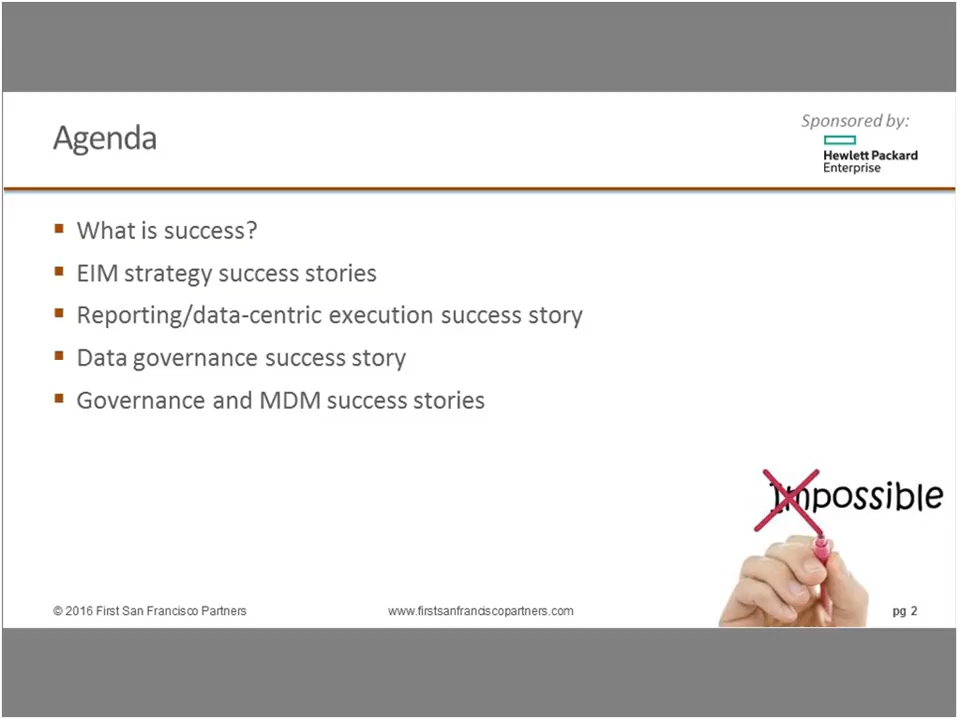 Agenda
Sponsored by:
Hewlett Packard
Enterprise
What is success?
EIM strategy success stories
Reporting/data-centric execution success story
Data governance success story
Governance and MDM success stories
Impossible
© 2016 First San Francisco Partners
www.firstsanfranciscopartners.com
pg 2